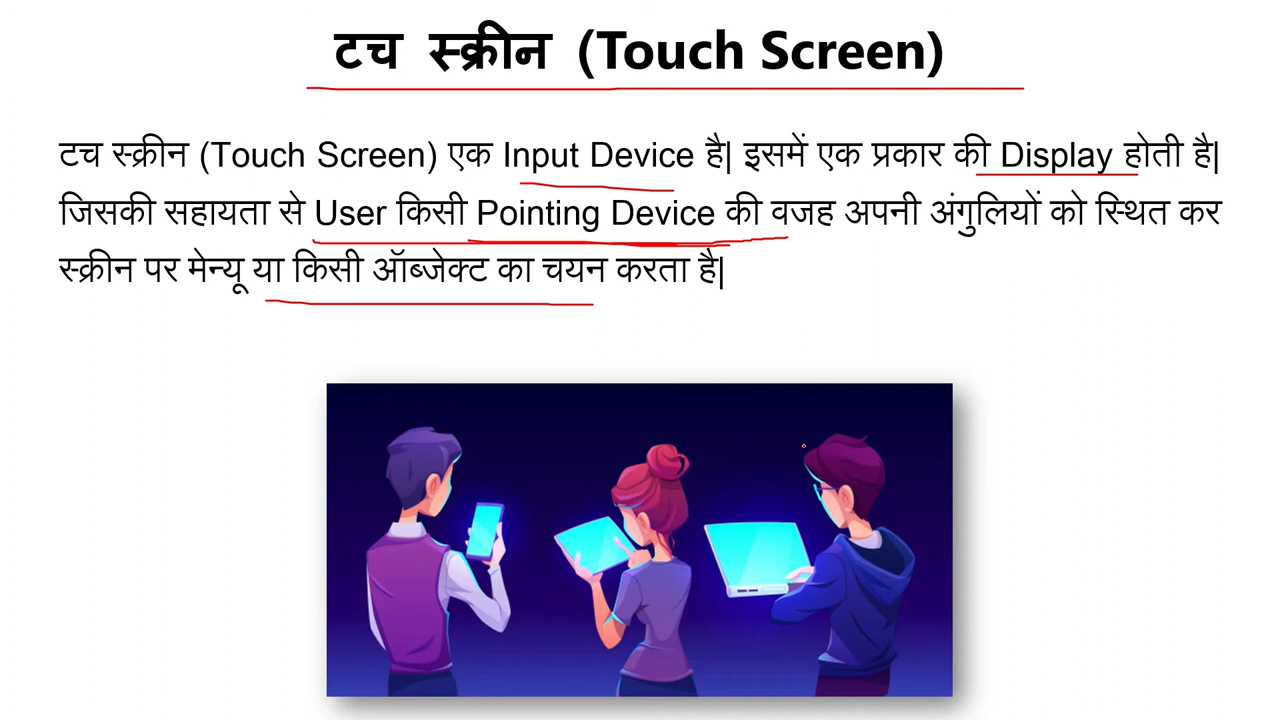 टच स्क्रीन (Touch Screen)
टच स्क्रीन (Touch Screen) एक Input Device है| इसमें एक प्रकार की Display होती है|
जिसकी सहायता से User किसी Pointing Device की वजह अपनी अंगुलियों को स्थित कर
स्क्रीन पर मेन्यू या किसी ऑब्जेक्ट का चयन करता है|